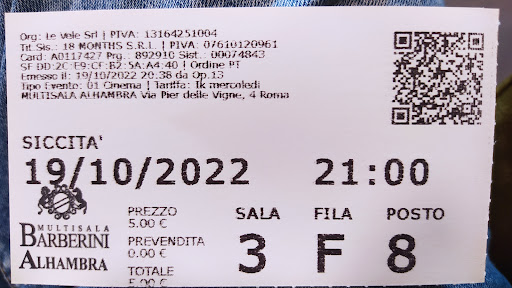 Org: Le Vele Srl | PIVA: 13164251004
Tit.Sis.: 18 MONTHS S.R.L | PIVA: 07610120961
Card: A0117427 Prg.: 892910 Sist.: 00074843
SF DD:2C:E9:CF:B2:5A:A4:40 | Ordine PT
Emesso il: 19/10/2022 20:38 da Op.13
Tipo Evento: 01 Cinema | Tariffa: Ik mercoledi
MULTISALA ALHAMBRA Via Pier delle Vigne, 4 Roma
SICCITA'
19/10/2022 21:00
MULTISALA
BARBERINI
ALHAMBRA
PREZZO
5.00 €
PREVENDITA
0.00 €
TOTALE
5.00 €
SALA FILA POSTO
3 F 8